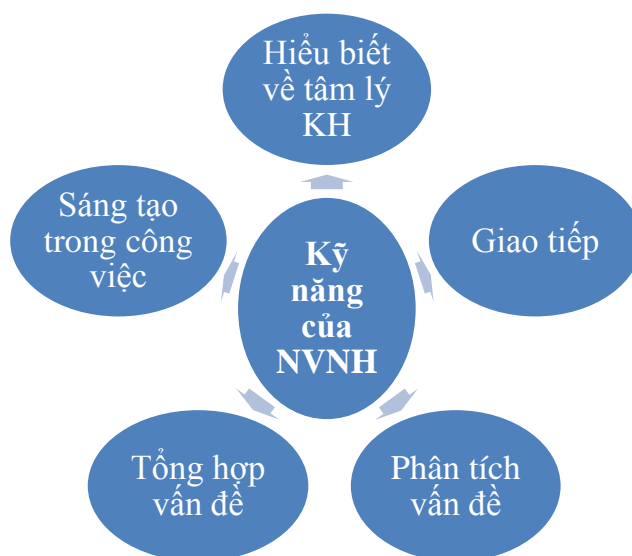 Hiểu biết
về tâm lý
KH
Sáng tạo
trong công
việc
Giao tiếp
Kỹ
năng
của
NVNH
Tổng hợp
vấn đề
Phân tích
vấn đề